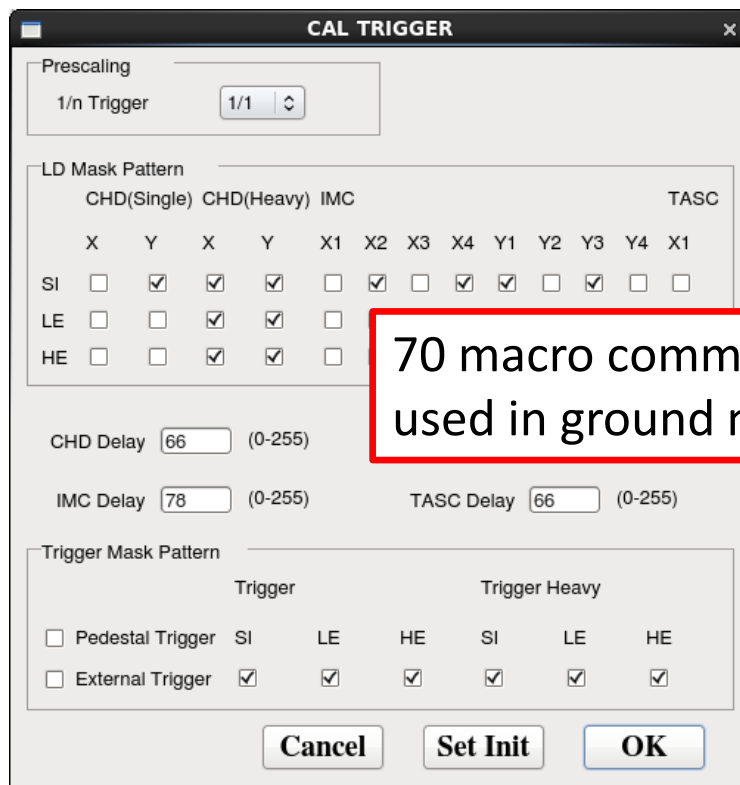 CAL TRIGGER
Prescaling
1/n Trigger 1/1
LD Mask Pattern
CHD(Single) CHD(Heavy) IMC TASC
X Y X Y X1 X2 X3 X4 Y1 Y2 Y3 Y4 X1
SI
LE
HE
70 macro comm
used in ground
CHD Delay 66 (0-255)
IMC Delay 78 (0-255) TASC Delay 66 (0-255)
Trigger Mask Pattern
Trigger Trigger Heavy
Pedestal Trigger SI LE HE SI LE HE
External Trigger
Cancel Set Init OK